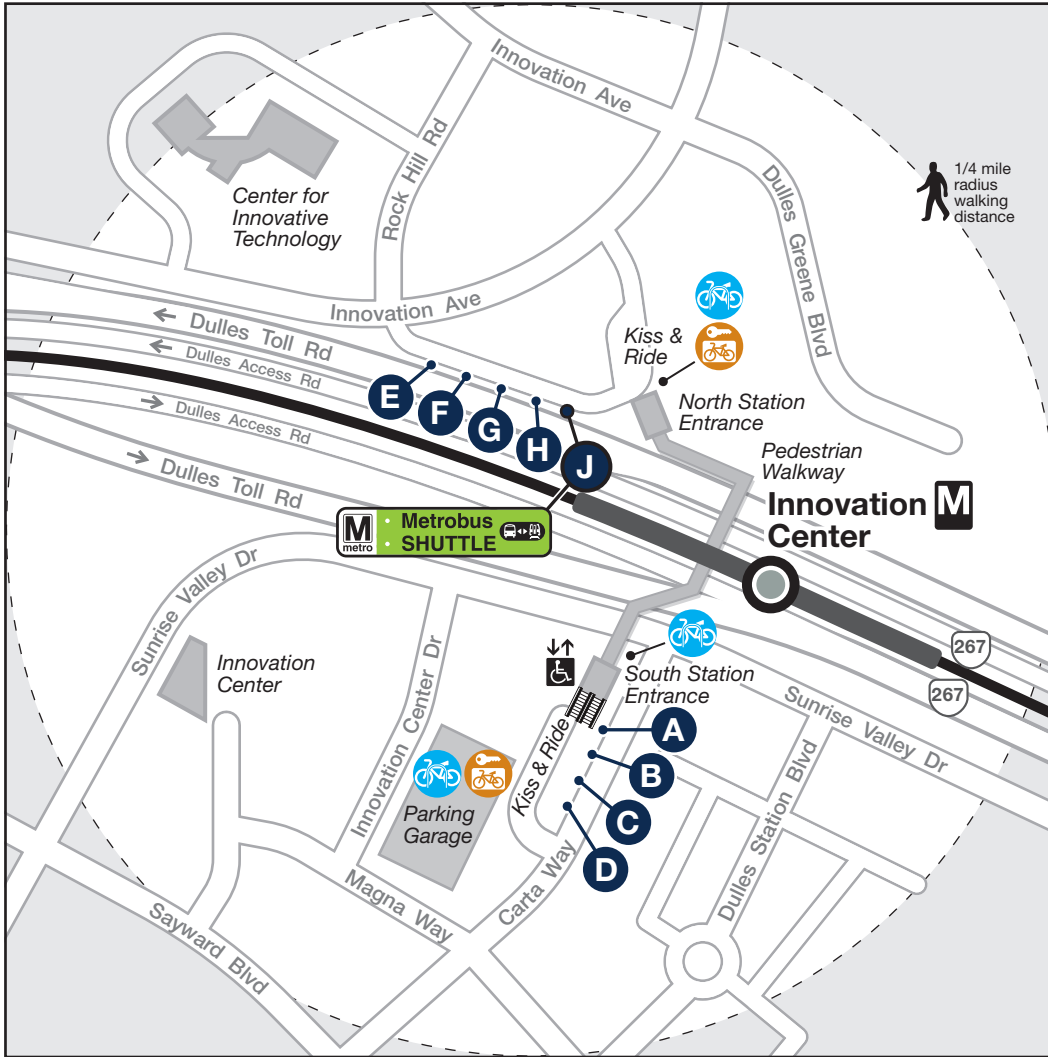 Innovation Ave
1/4 mile
radius
walking
distance
Rock Hill Rd
Center for
Innovative
Technology
Dulles Greene Blvd
Innovation Ave
Dulles Toll Rd
Kiss &
Ride
Dulles Access Rd
E
F
G
H
J
North Station
Entrance
Dulles Access Rd
Pedestrian
Walkway
Dulles Toll Rd
Innovation
Center
M
M
metro
• Metrobus
• SHUTTLE
Sunrise Valley Dr
Innovation
Center
Innovation Center Dr
South Station
Entrance
267
267
Sunrise Valley Dr
Kiss & Ride
A
B
C
D
Parking
Garage
Dulles Station Blvd
Carta Way
Magna Way
Sayward Blvd